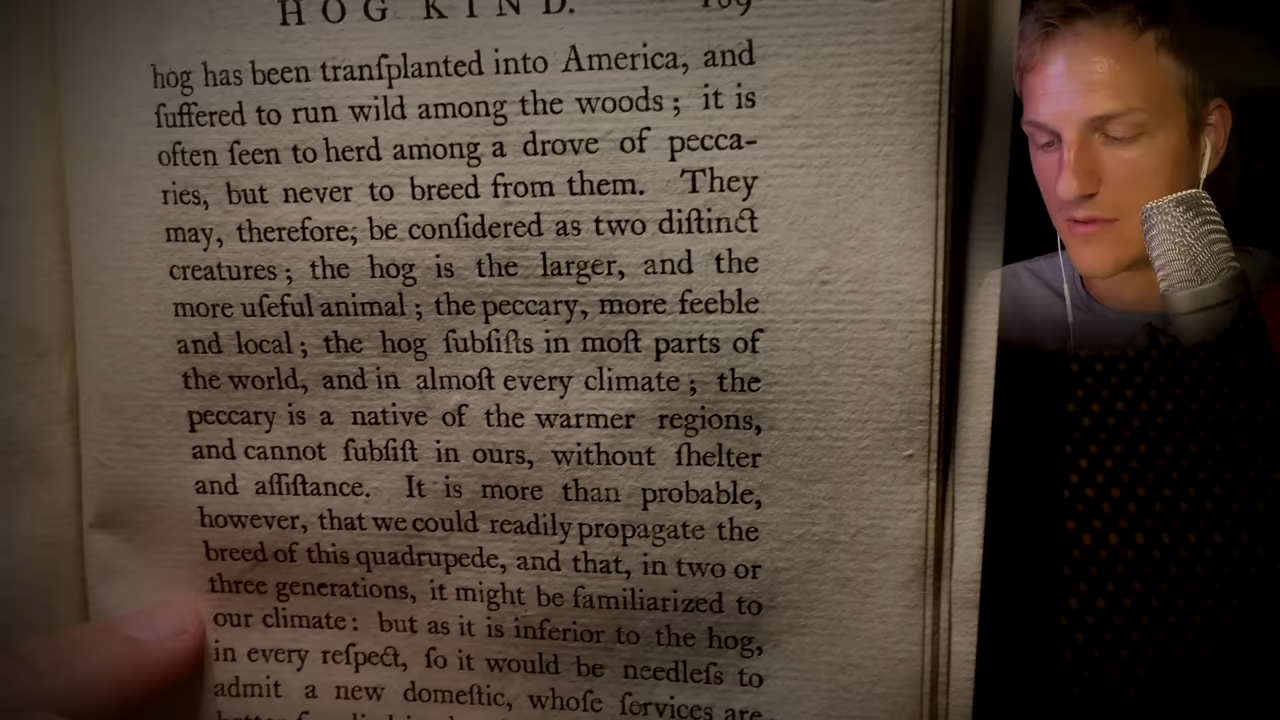 HOG KIND. 169
hog has been tranſplanted into America, and
ſuffered to run wild among the woods; it is
often ſeen to herd among a drove of pecca-
ries, but never to breed from them. They
may, therefore, be conſidered as two diſtinct
creatures; the hog is the larger, and the
more uſeful animal; the peccary, more feeble
and local; the hog ſubſiſts in moſt parts of
the world, and in almoſt every climate; the
peccary is a native of the warmer regions,
and cannot ſubſiſt in ours, without ſhelter
and aſſiſtance. It is more than probable,
however, that we could readily propagate the
breed of this quadrupede, and that, in two or
three generations, it might be familiarized to
our climate: but as it is inferior to the hog,
in every reſpect, ſo it would be needleſs to
admit a new domeſtic, whoſe ſervices are